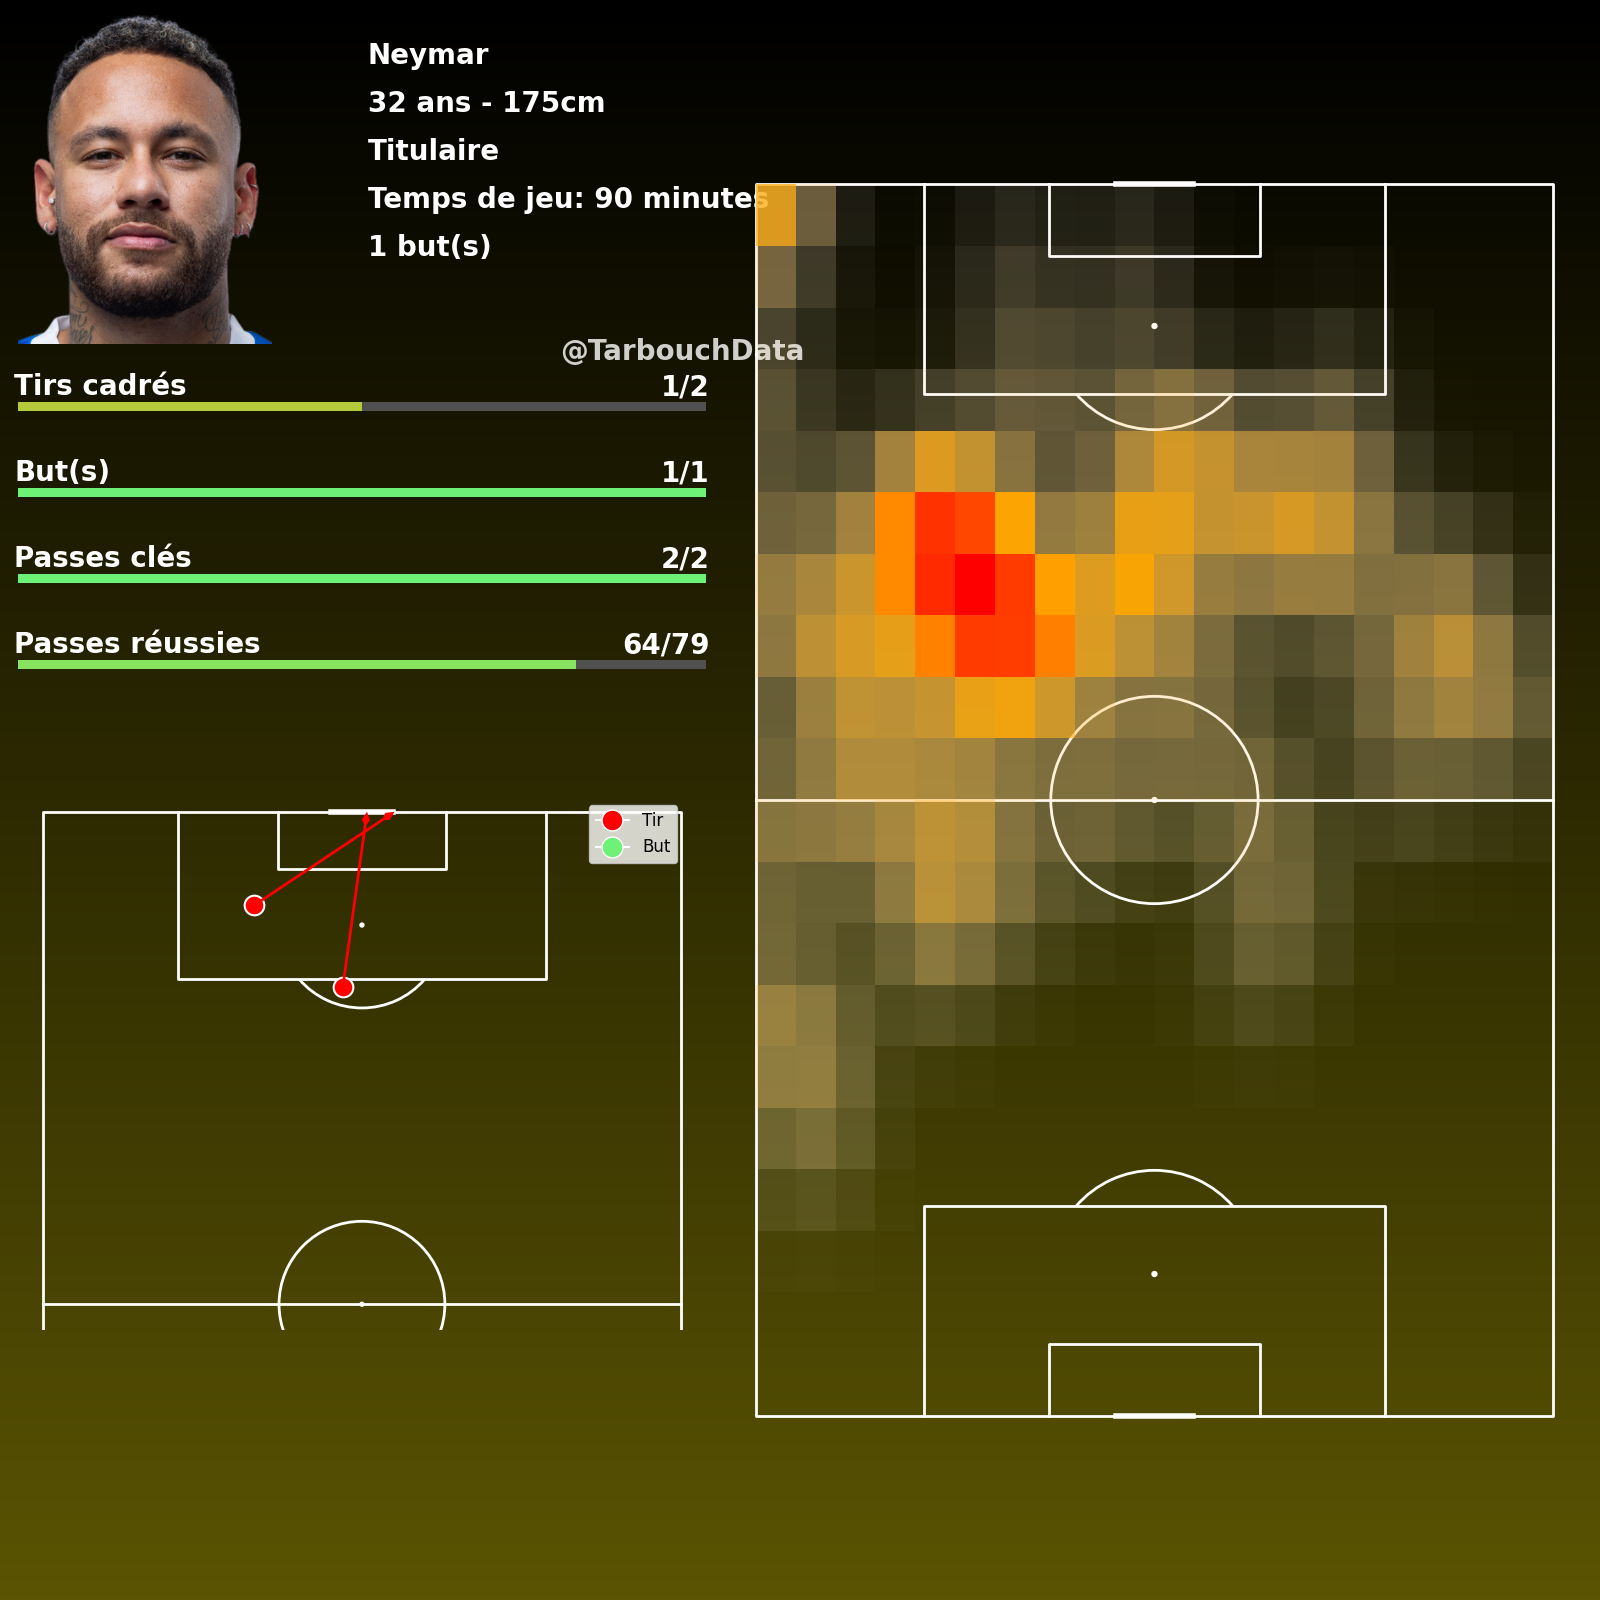 Neymar
32 ans - 175cm
Titulaire
Temps de jeu: 90 minutes
1 but(s)
@TarbouchData
Tirs cadrés 1/2
But(s) 1/1
Passes clés 2/2
Passes réussies 64/79
Tir
But